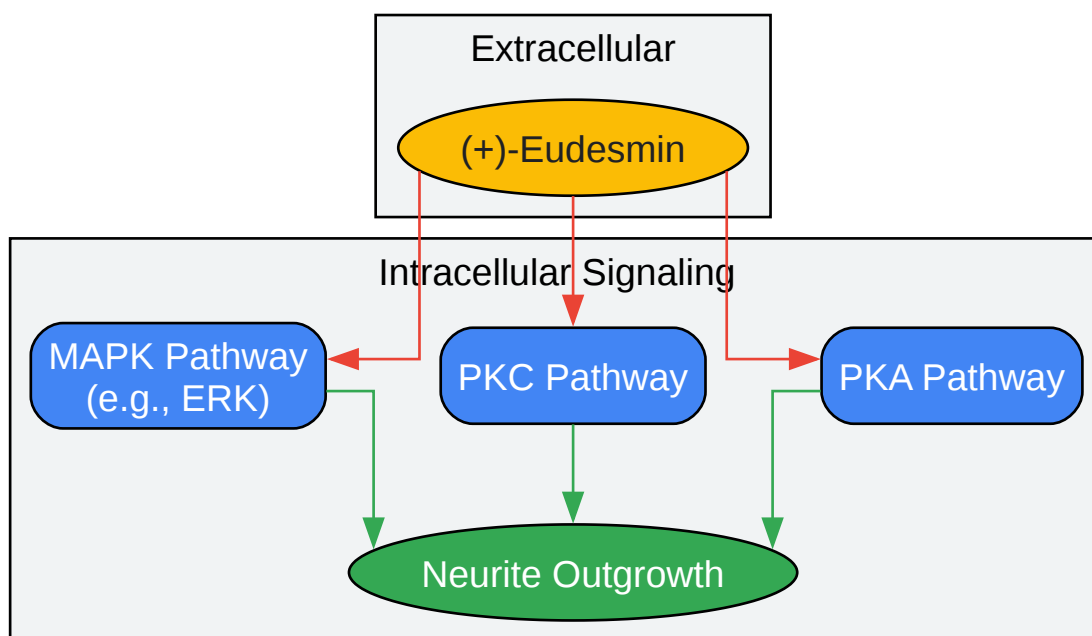 Extracellular
(+)-Eudesmin
Intracellular Signaling
MAPK Pathway
(e.g., ERK)
PKC Pathway
PKA Pathway
Neurite Outgrowth